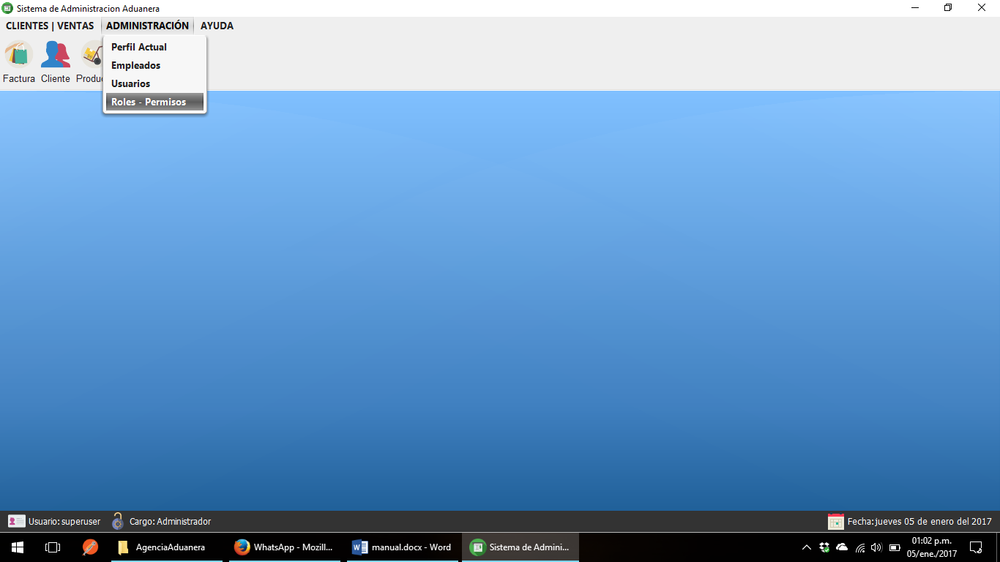 Sistema de Administracion Aduanera
CLIENTES | VENTAS ADMINISTRACIÓN AYUDA
Perfil Actual
Empleados
Usuarios
Roles - Permisos
Factura Cliente Produ
Usuario: superuser Cargo: Administrador Fecha: jueves 05 de enero del 2017
AgenciaAduanera WhatsApp - Mozill... manual.docx - Word Sistema de Admini... 01:02 p.m.
05/ene./2017